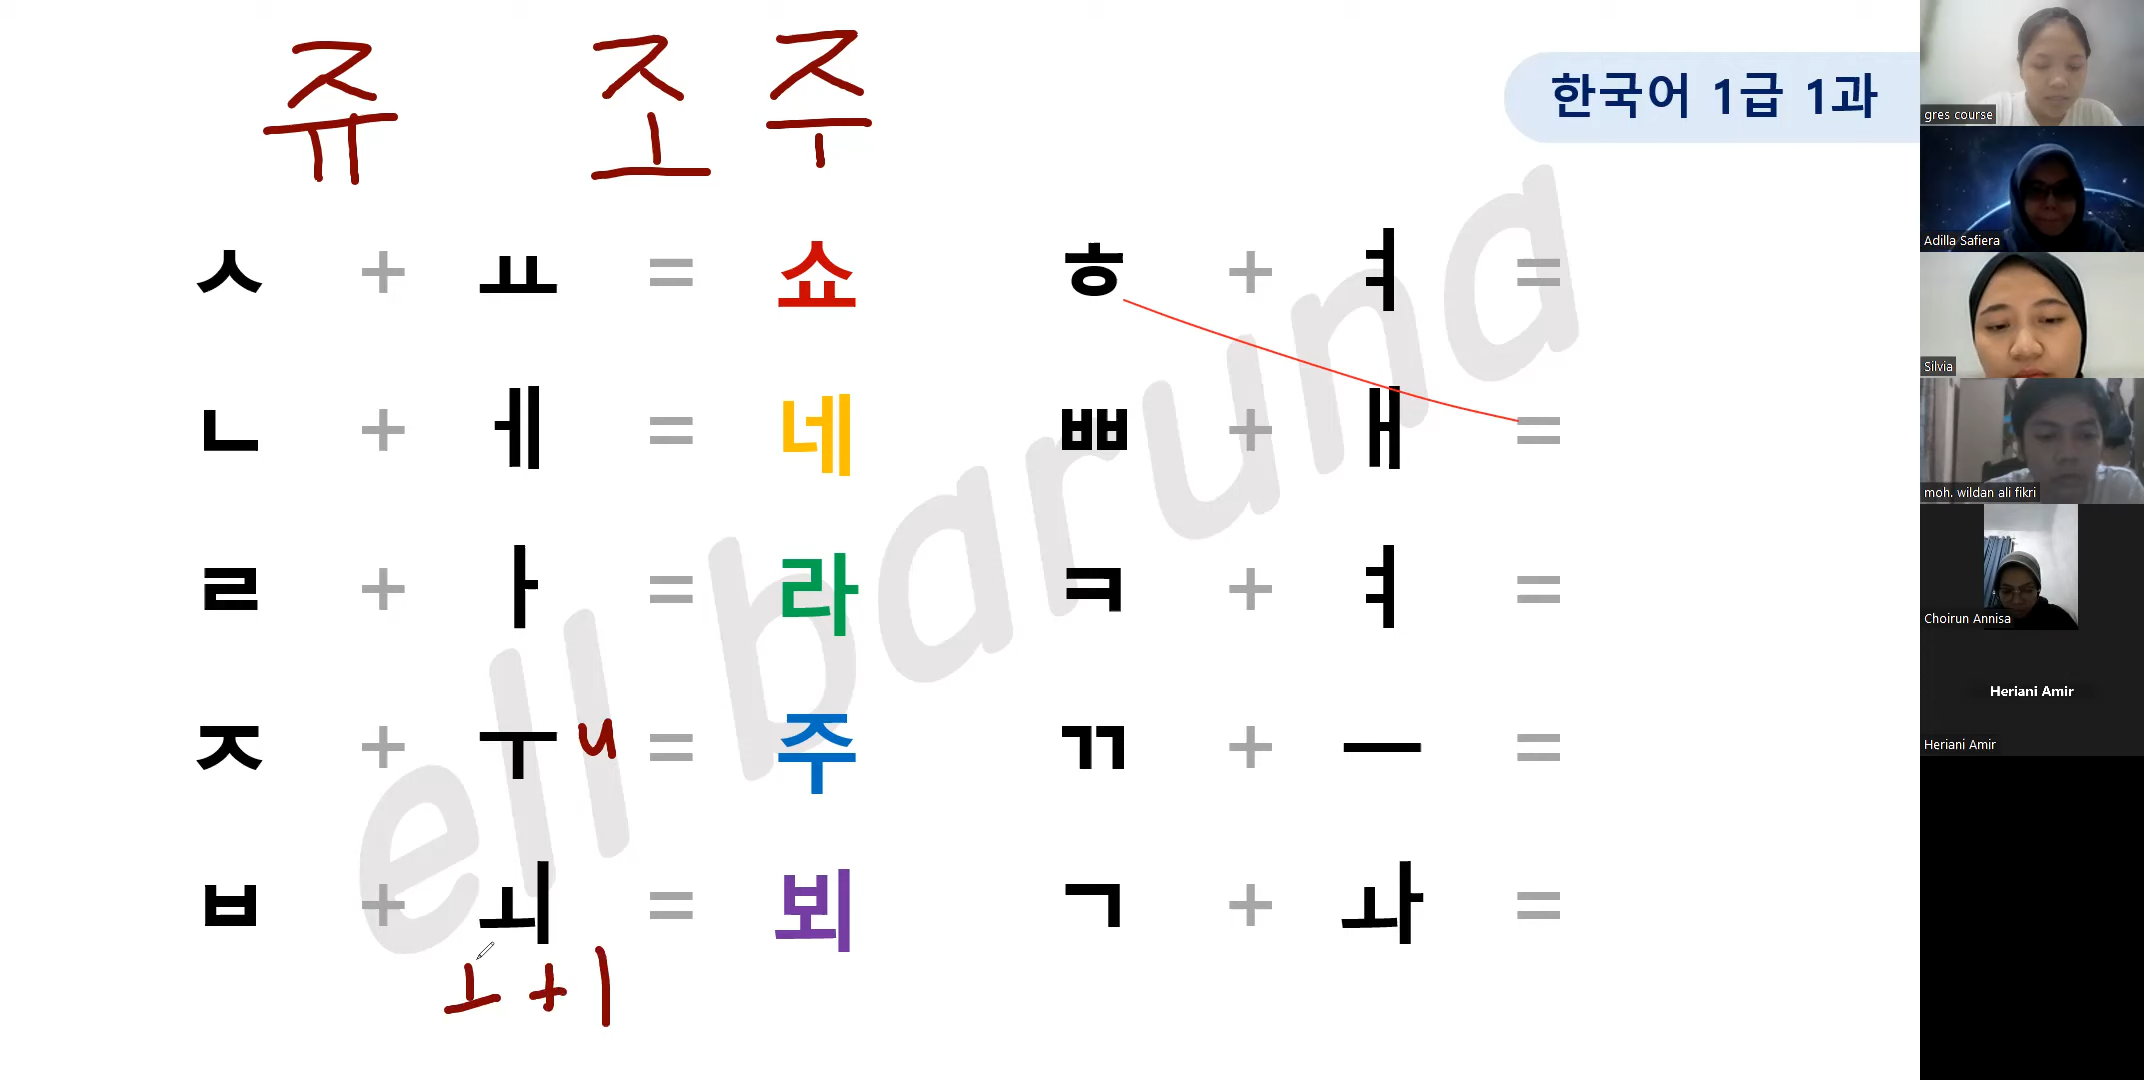 쥬 조 주
한국어 1급 1과
ㅅ + ㅛ = 쇼
ㅎ + ㅕ =
ㄴ + ㅔ = 네
ㅃ + ㅐ =
ㄹ + ㅏ = 라
ㅋ + ㅕ =
ㅈ + ㅜ u = 주
ㄲ + ㅡ =
ㅂ + ㅚ = 뵈
ㄱ + ㅘ =
ㅗ + ㅣ
ell baruna
gres course
Adilla Safiera
Silvia
moh. wildan ali fikri
Choirun Annisa
Heriani Amir
Heriani Amir